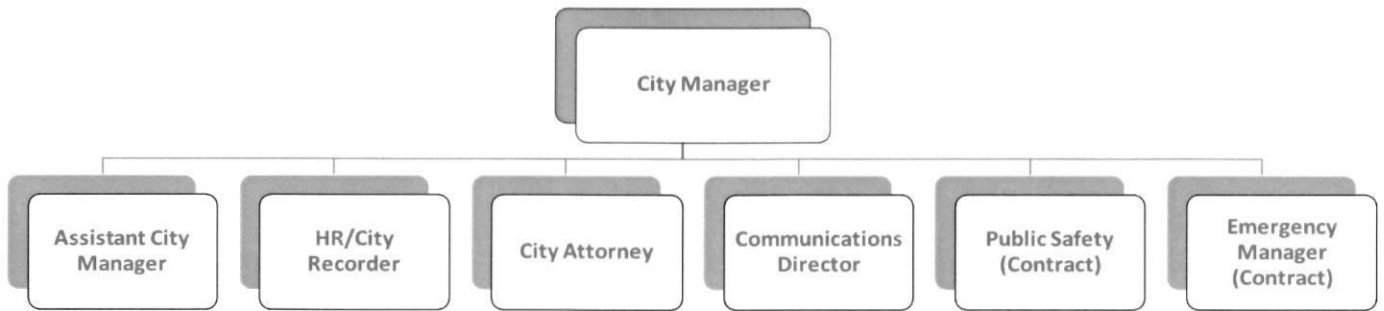 City Manager
Assistant City
Manager
HR/City
Recorder
City Attorney
Communications
Director
Public Safety
(Contract)
Emergency
Manager
(Contract)